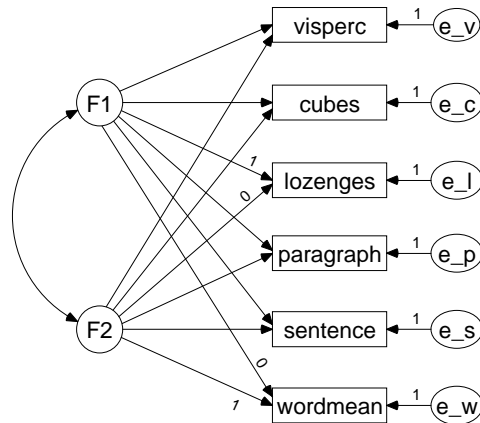 visperc 1 e_v
F1 cubes 1 e_c
1 lozenges 1 e_l
0
paragraph 1 e_p
F2 sentence 1 e_s
0
1 wordmean 1 e_w